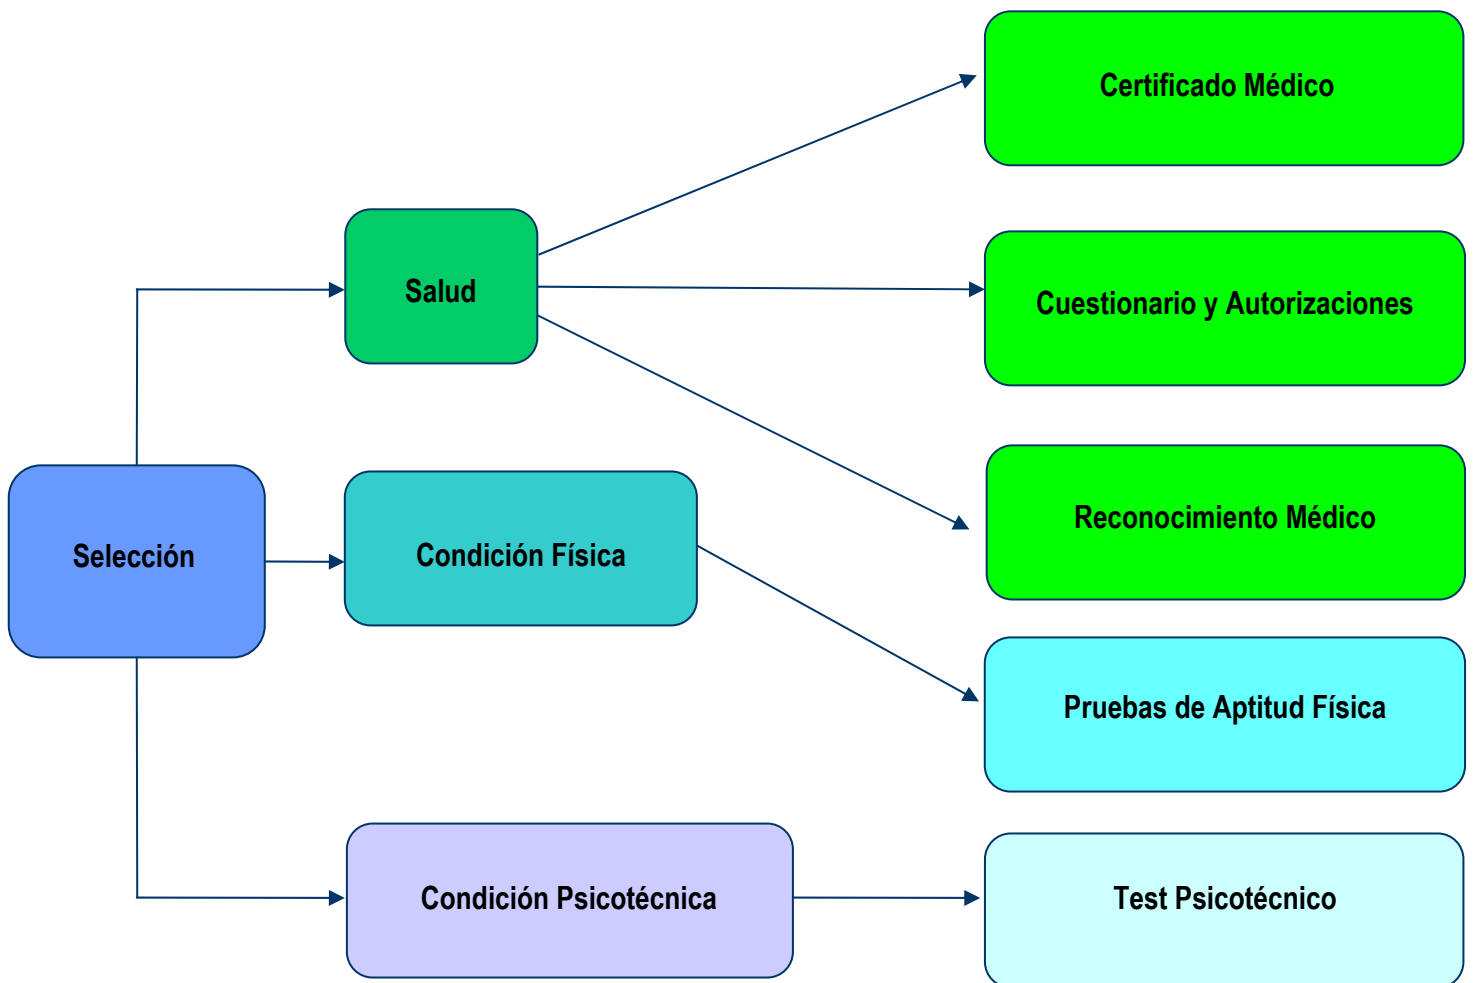 Certificado Médico
Salud
Cuestionario y Autorizaciones
Reconocimiento Médico
Selección
Condición Física
Pruebas de Aptitud Física
Condición Psicotécnica
Test Psicotécnico